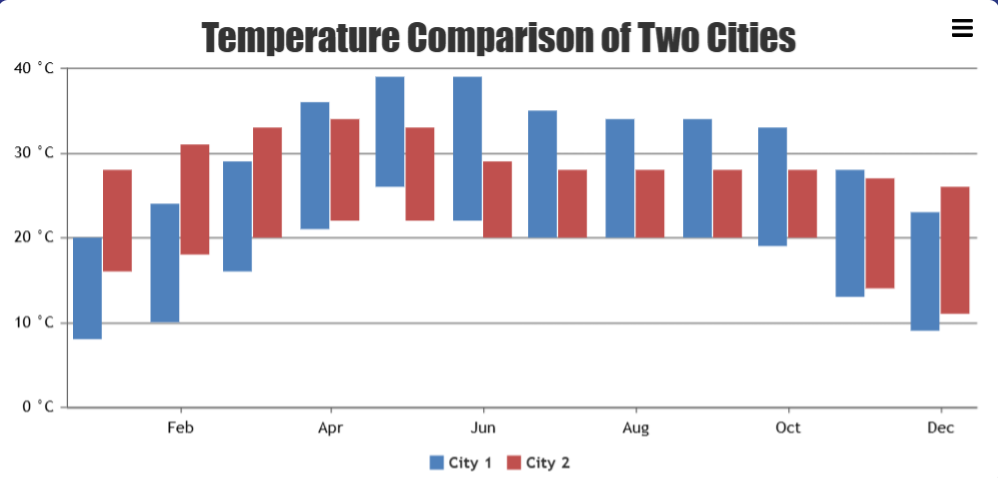 Temperature Comparison of Two Cities
40 °C
30 °C
20 °C
10 °C
0 °C
Feb Apr Jun Aug Oct Dec
City 1 City 2